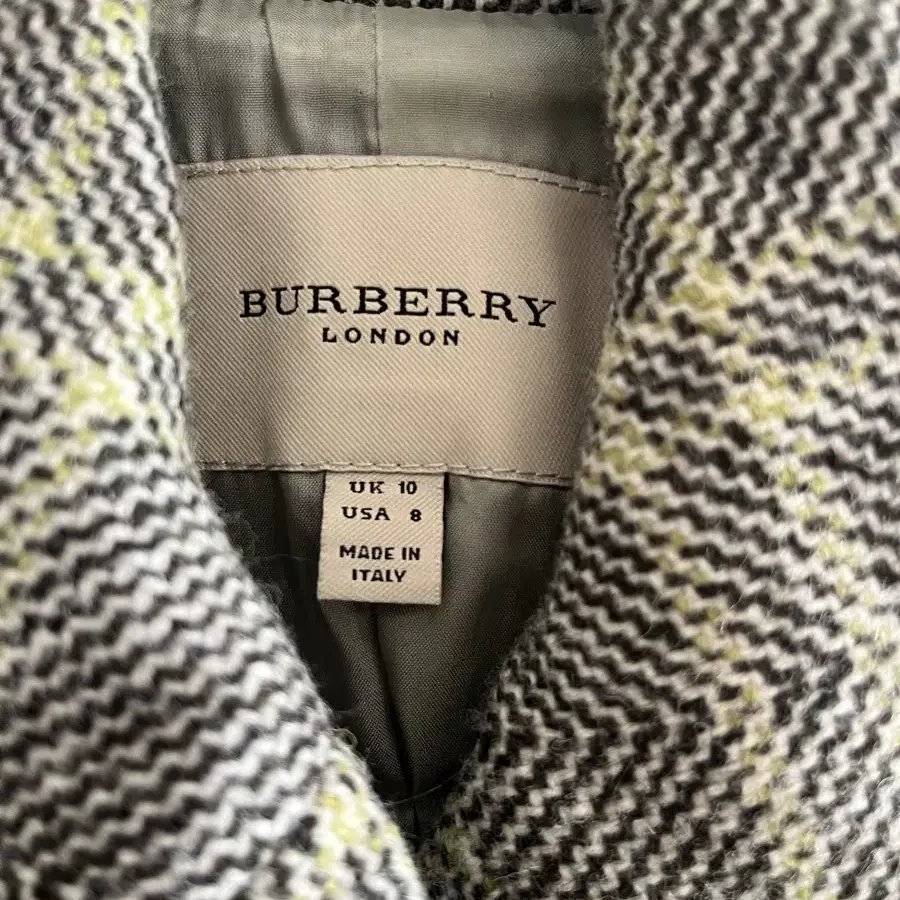 BURBERRY
LONDON
UK 10
USA 8
MADE IN
ITALY